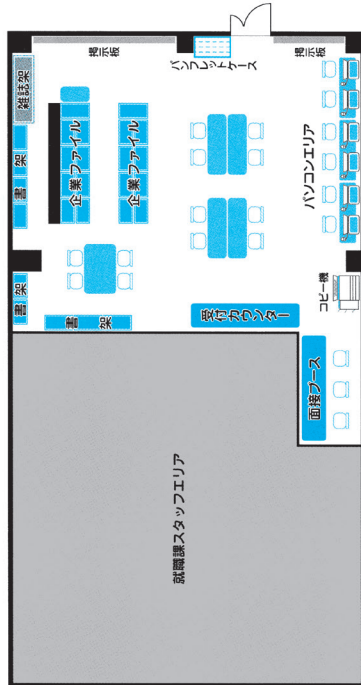 掲示板
パンフレットケース
掲示板
雑誌架
書架
企業ファイル
企業ファイル
パソコンエリア
書架
書架
受付カウンター
コピー機
面接ブース
就職課スタッフエリア